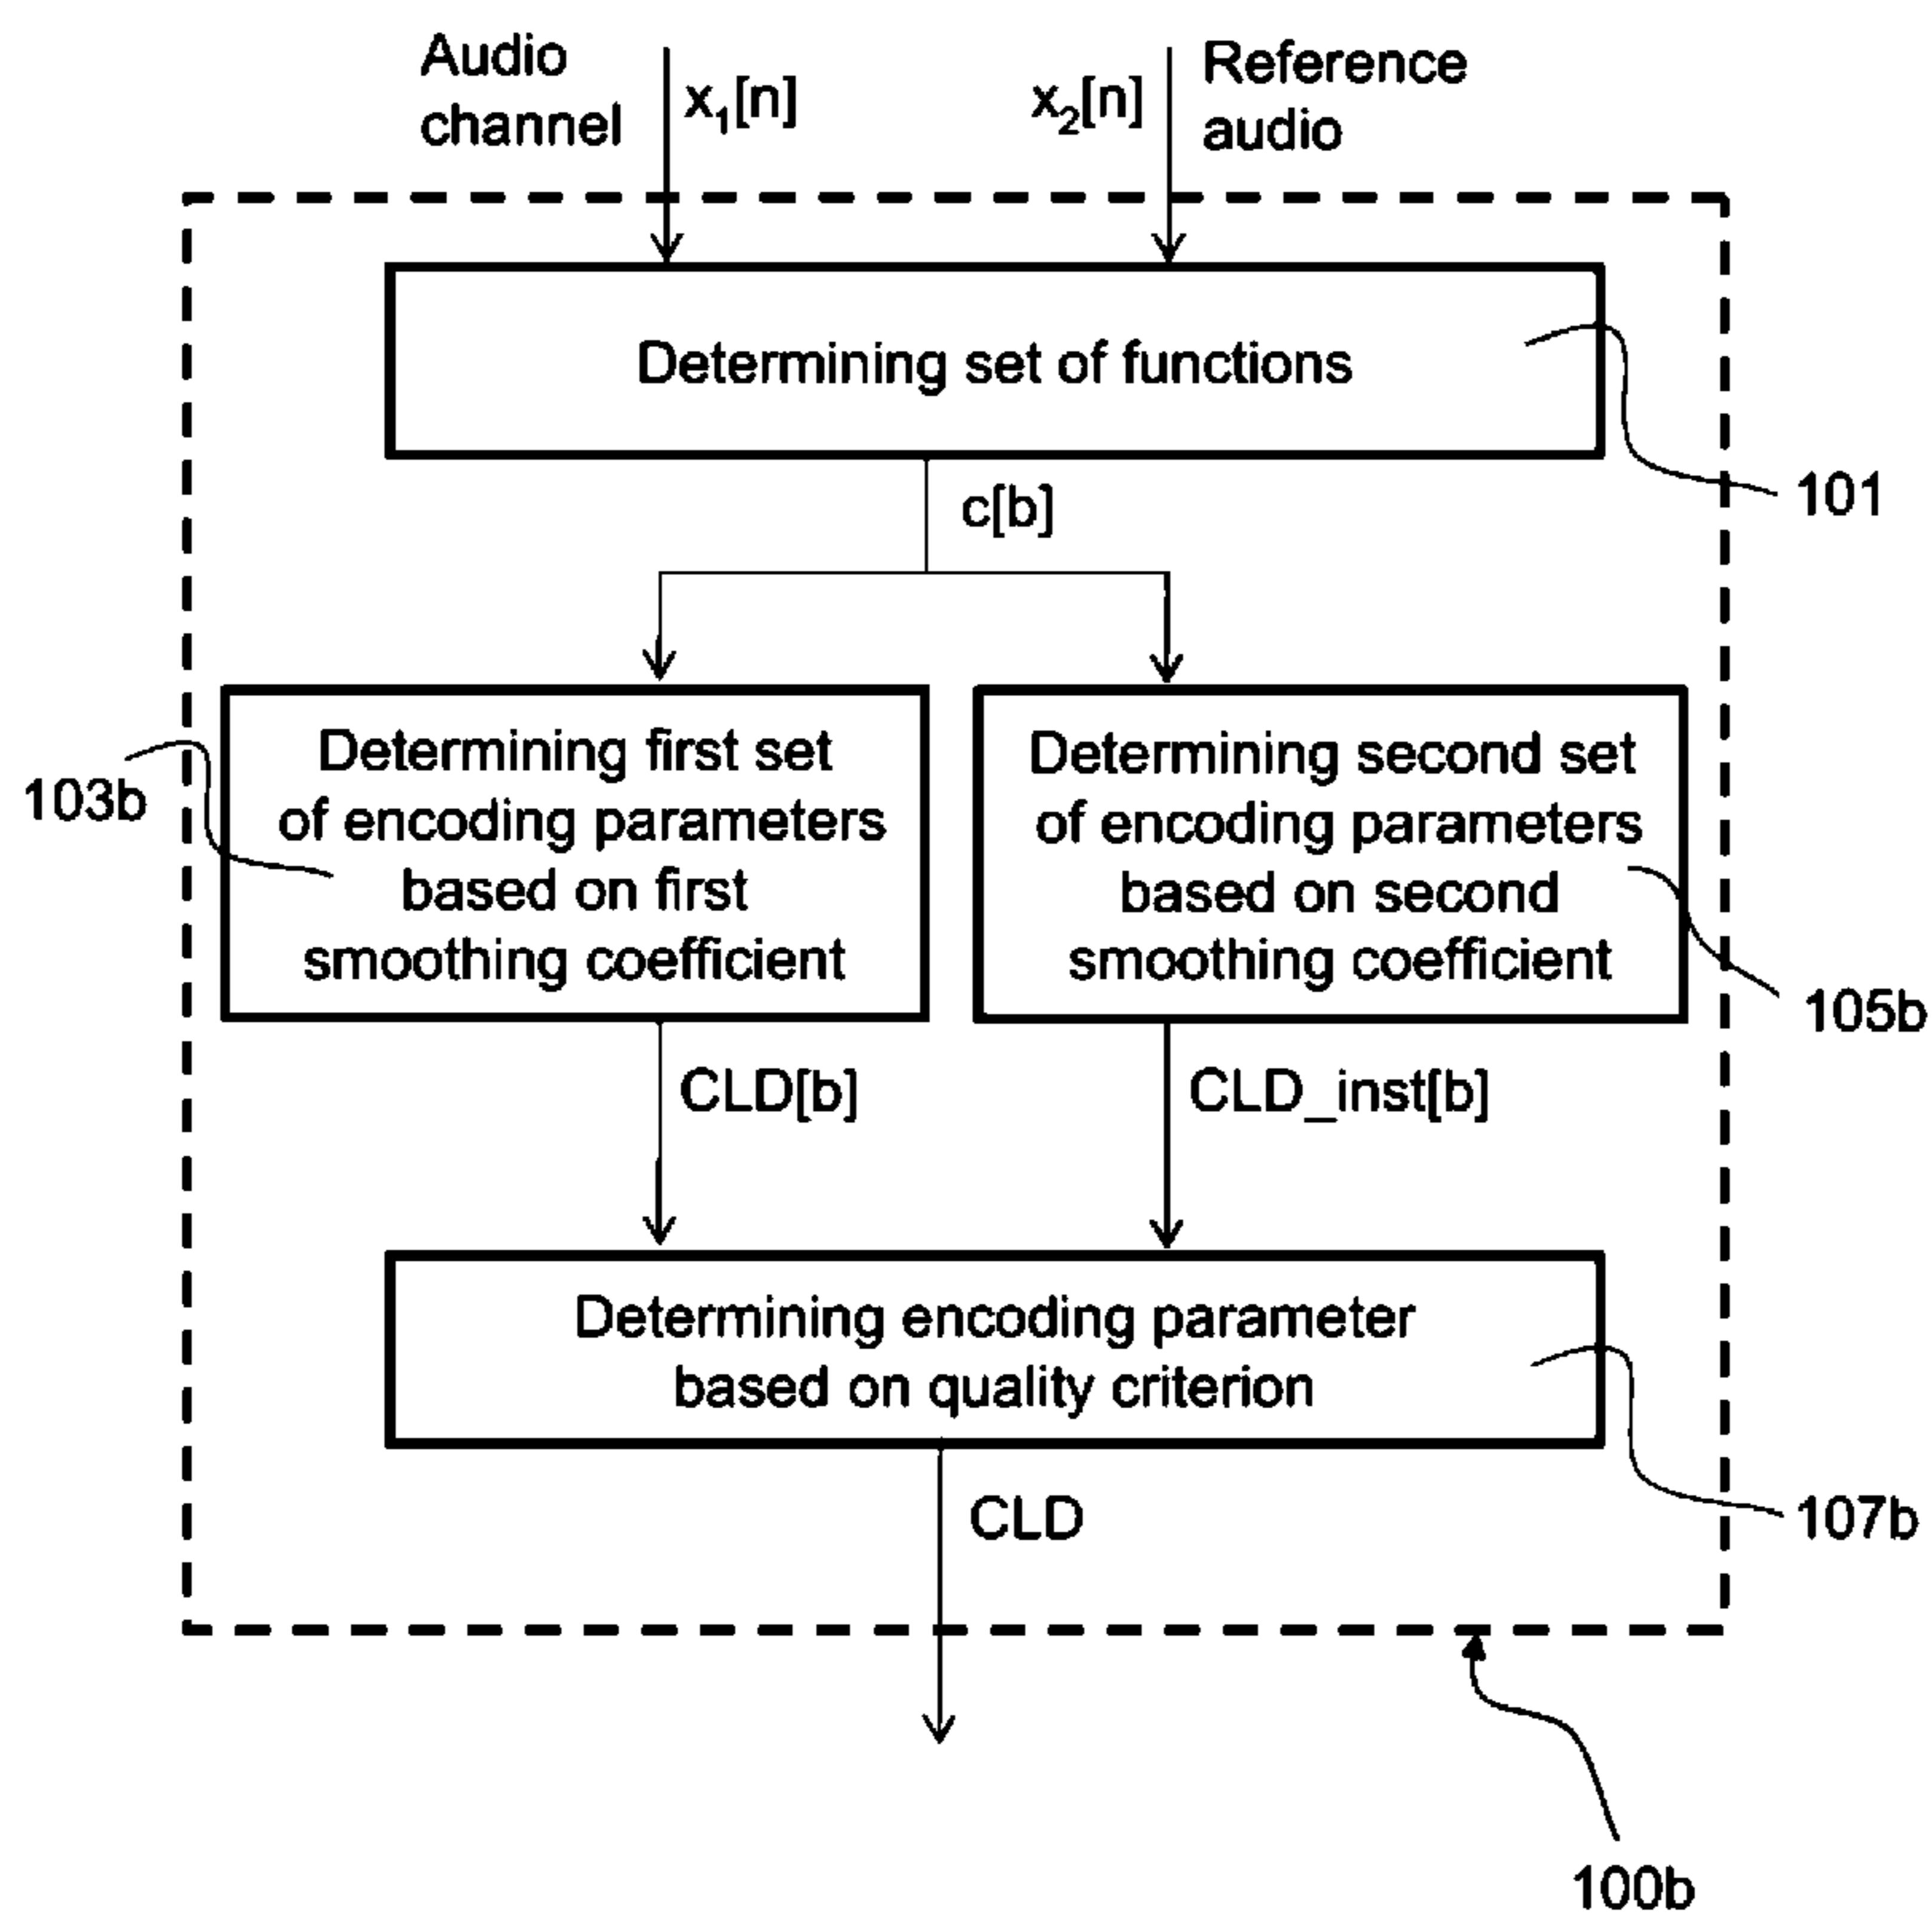 Audio
channel
x1[n]
x2[n]
Reference
audio
Determining set of functions
101
c[b]
Determining first set
of encoding parameters
based on first
smoothing coefficient
103b
Determining second set
of encoding parameters
based on second
smoothing coefficient
105b
CLD[b]
CLD_inst[b]
Determining encoding parameter
based on quality criterion
107b
CLD
100b